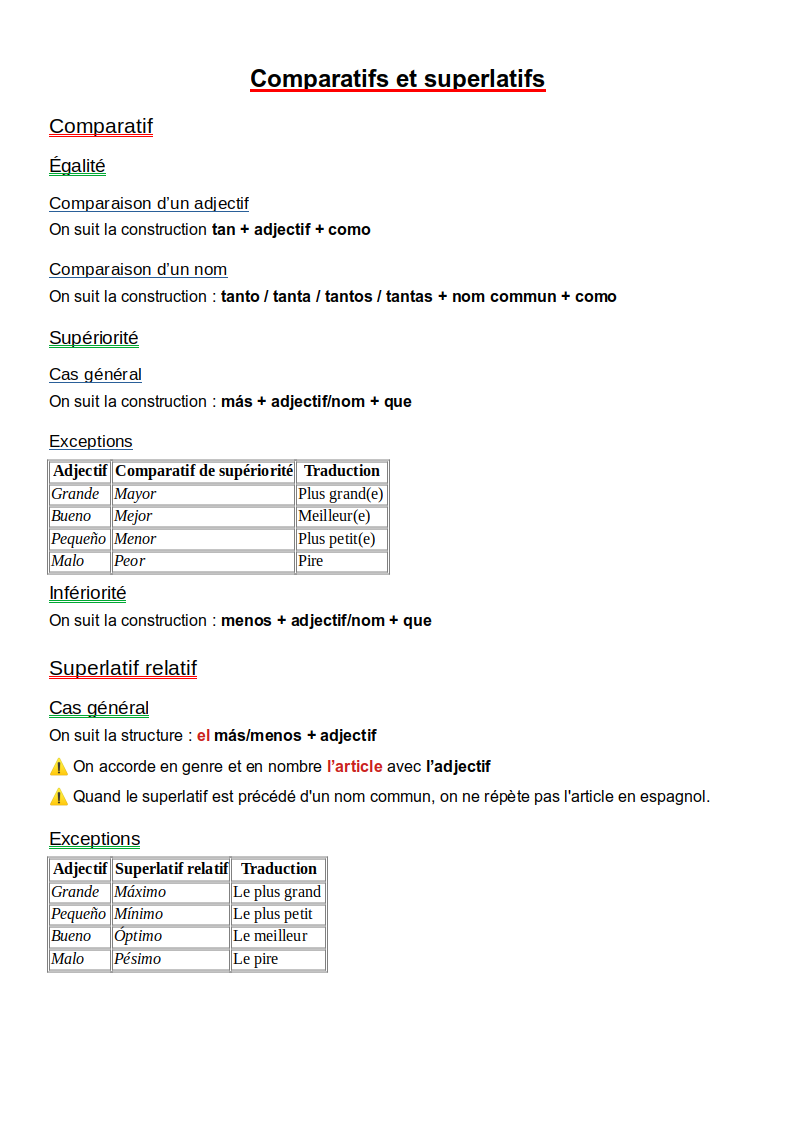 Comparatifs et superlatifs
Comparatif
Égalité
Comparaison d’un adjectif
On suit la construction tan + adjectif + como
Comparaison d’un nom
On suit la construction : tanto / tanta / tantos / tantas + nom commun + como
Supériorité
Cas général
On suit la construction : más + adjectif/nom + que
Exceptions
Adjectif Comparatif de supériorité Traduction
Grande Mayor Plus grand(e)
Bueno Mejor Meilleur(e)
Pequeño Menor Plus petit(e)
Malo Peor Pire
Infériorité
On suit la construction : menos + adjectif/nom + que
Superlatif relatif
Cas général
On suit la structure : el más/menos + adjectif
⚠ On accorde en genre et en nombre l’article avec l’adjectif
⚠ Quand le superlatif est précédé d'un nom commun, on ne répète pas l'article en espagnol.
Exceptions
Adjectif Superlatif relatif Traduction
Grande Máximo Le plus grand
Pequeño Mínimo Le plus petit
Bueno Óptimo Le meilleur
Malo Pésimo Le pire